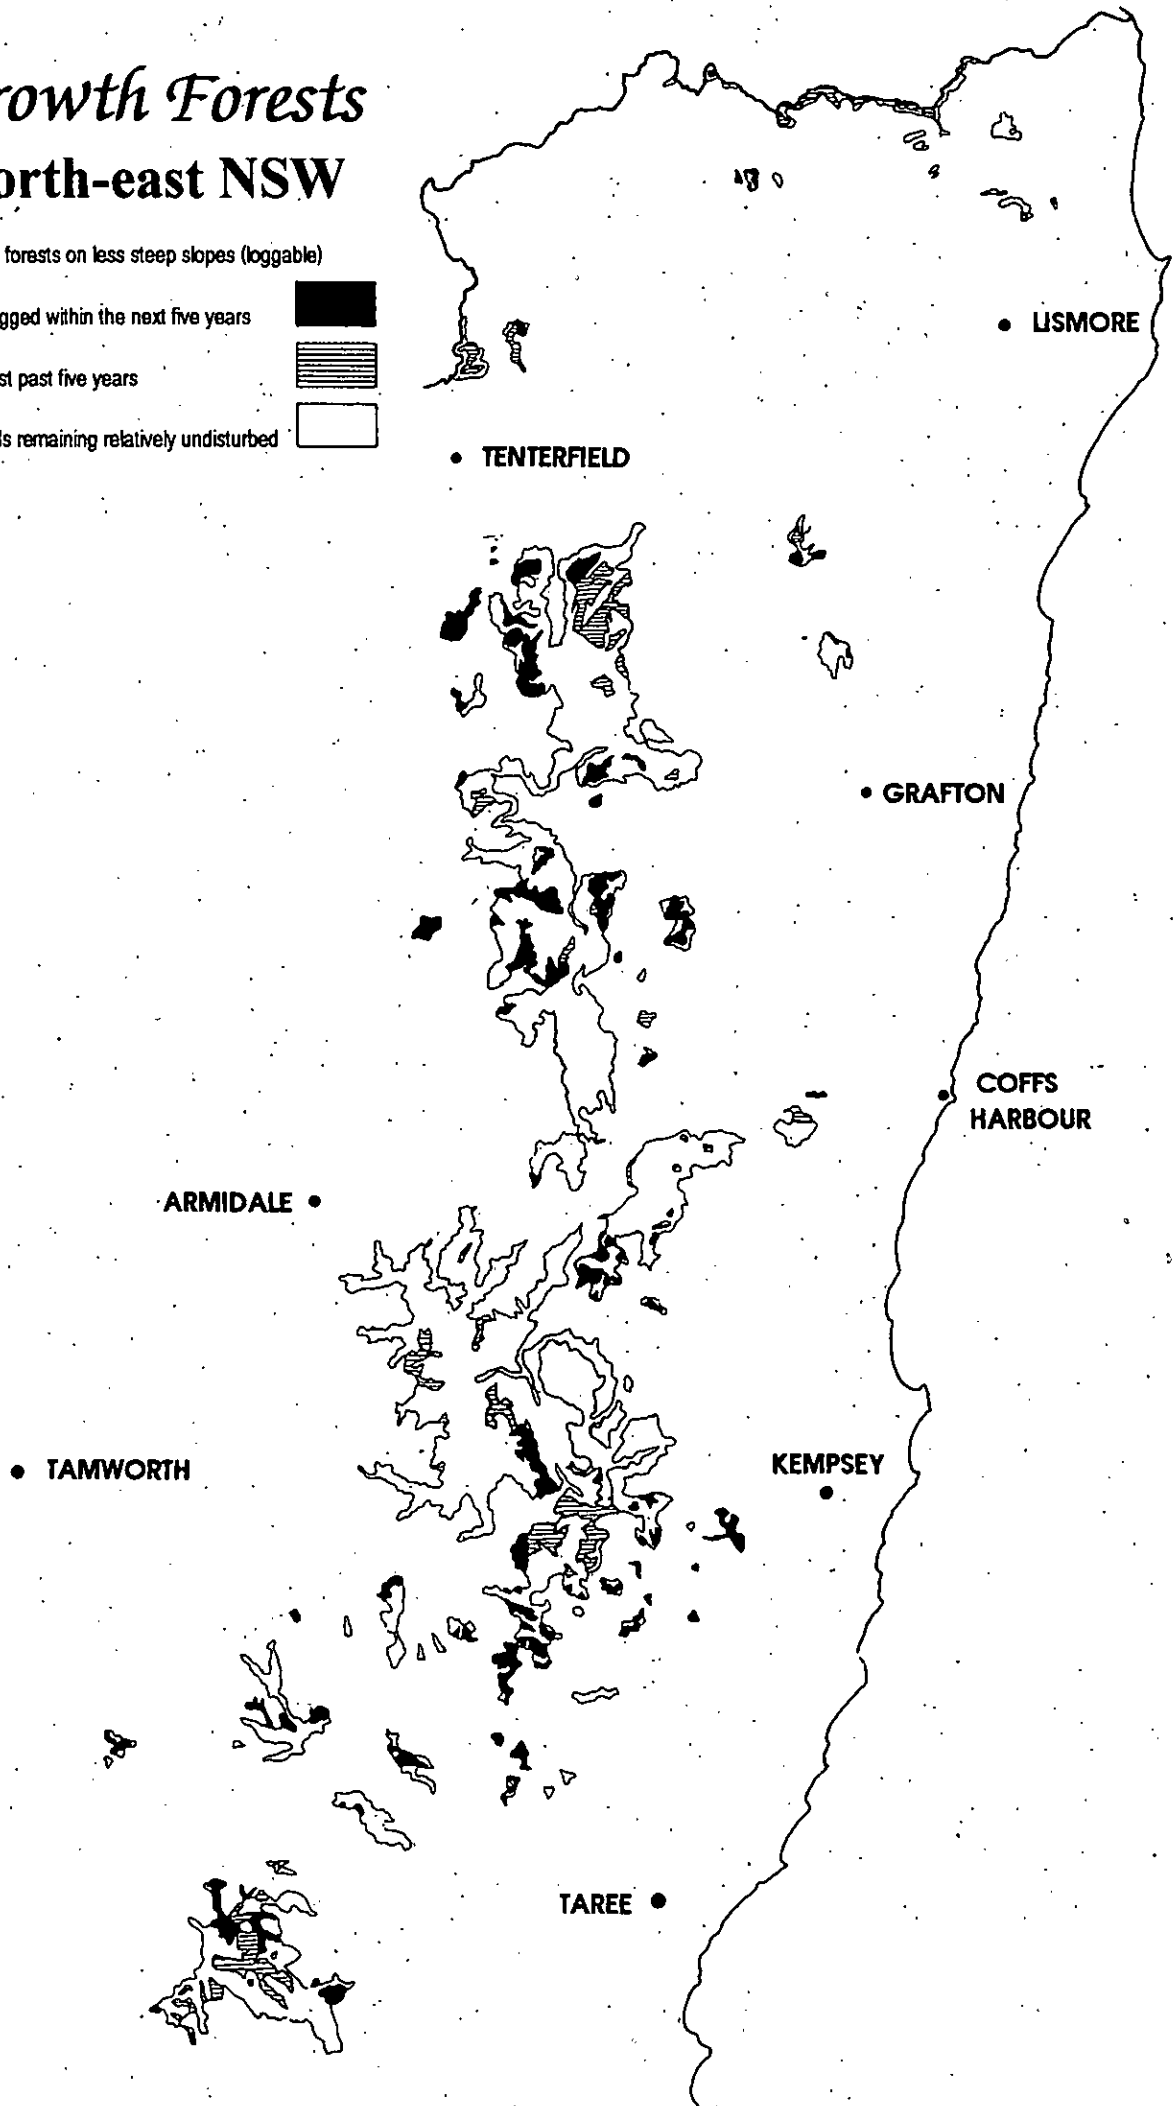 rowth Forests
orth-east NSW
forests on less steep slopes (loggable)
gged within the next five years
st past five years
ls remaining relatively undisturbed
LISMORE
TENTERFIELD
GRAFTON
COFFS
HARBOUR
ARMIDALE
TAMWORTH
KEMPSEY
TAREE